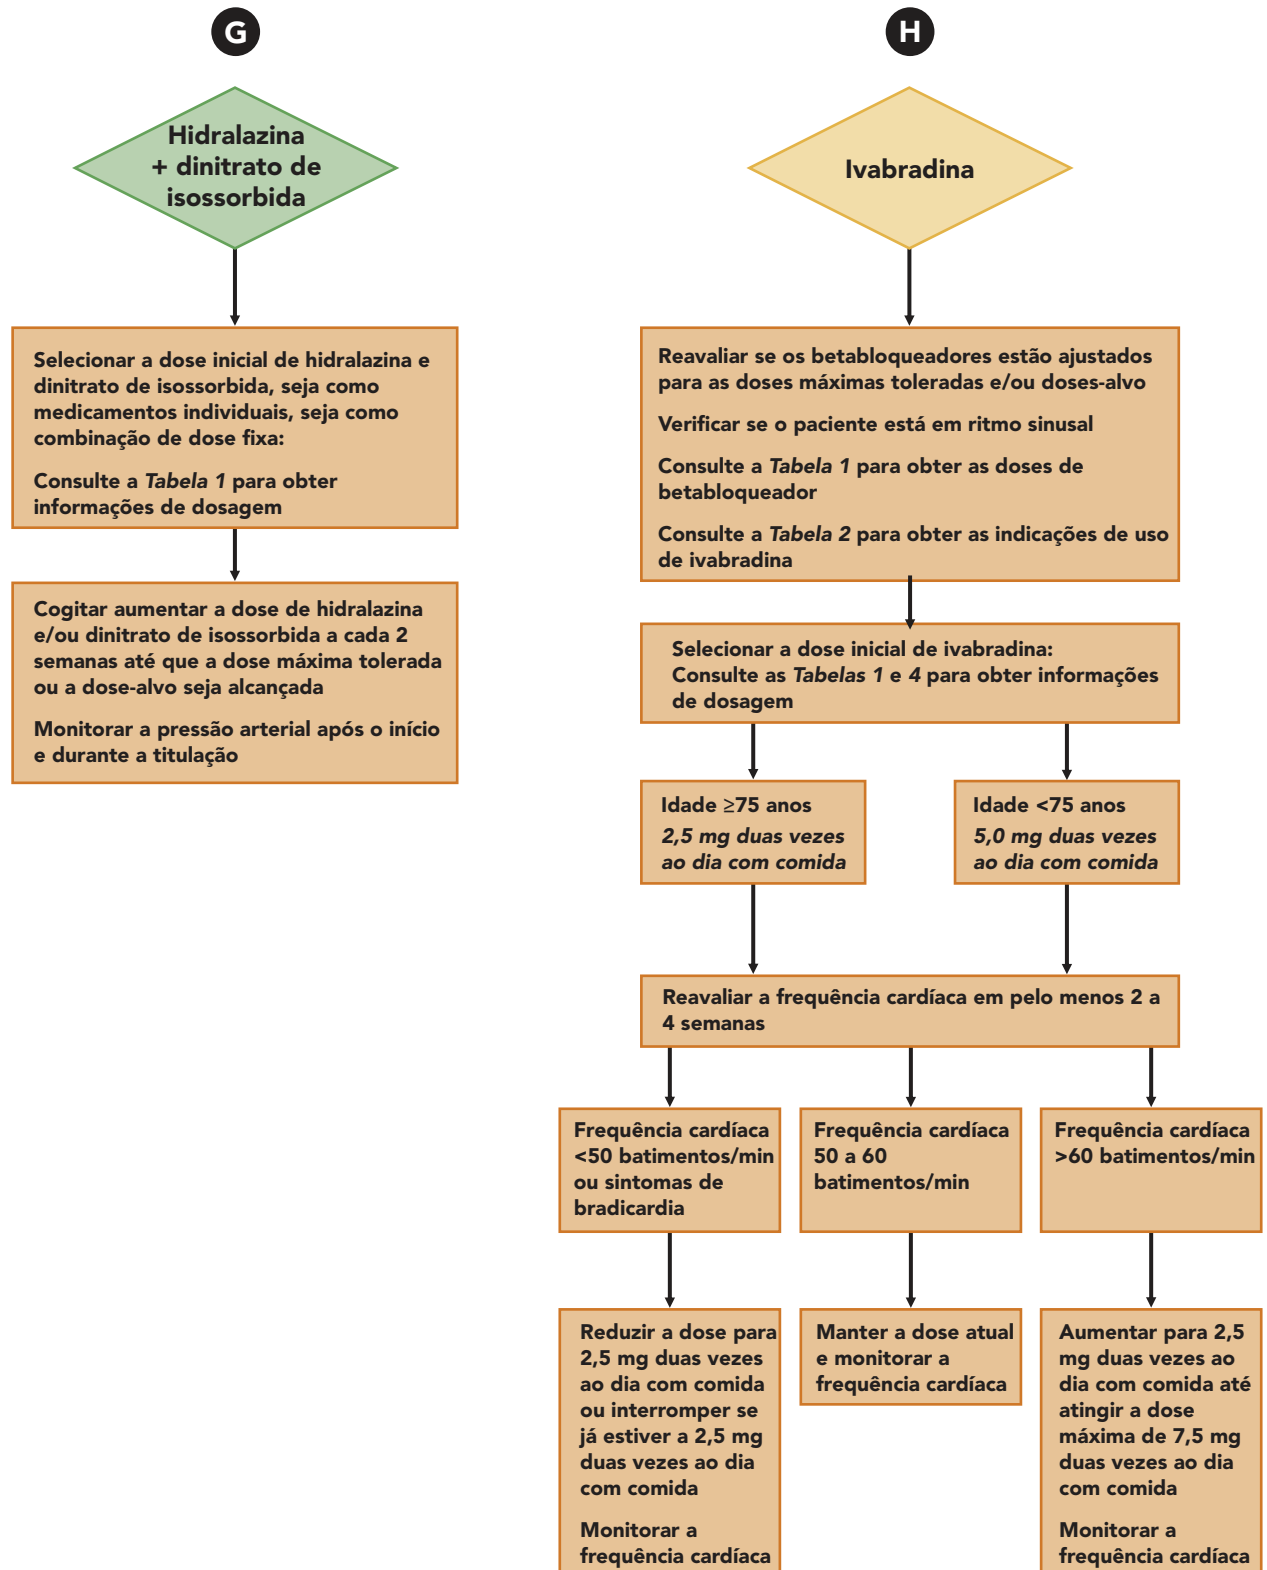 G
Hidralazina
+ dinitrato de
isossorbida
Selecionar a dose inicial de hidralazina e
dinitrato de isossorbida, seja como
medicamentos individuais, seja como
combinação de dose fixa:
Consulte a Tabela 1 para obter
informações de dosagem
Cogitar aumentar a dose de hidralazina
e/ou dinitrato de isossorbida a cada 2
semanas até que a dose máxima tolerada
ou a dose-alvo seja alcançada
Monitorar a pressão arterial após o início
e durante a titulação
H
Ivabradina
Reavaliar se os betabloqueadores estão ajustados
para as doses máximas toleradas e/ou doses-alvo
Verificar se o paciente está em ritmo sinusal
Consulte a Tabela 1 para obter as doses de
betabloqueador
Consulte a Tabela 2 para obter as indicações de uso
de ivabradina
Selecionar a dose inicial de ivabradina:
Consulte as Tabelas 1 e 4 para obter informações
de dosagem
Idade ≥75 anos
2,5 mg duas vezes
ao dia com comida
Idade <75 anos
5,0 mg duas vezes
ao dia com comida
Reavaliar a frequência cardíaca em pelo menos 2 a
4 semanas
Frequência cardíaca
<50 batimentos/min
ou sintomas de
bradicardia
Frequência cardíaca
50 a 60
batimentos/min
Frequência cardíaca
>60 batimentos/min
Reduzir a dose para
2,5 mg duas vezes
ao dia com comida
ou interromper se
já estiver a 2,5 mg
duas vezes ao dia
com comida
Monitorar a
frequência cardíaca
Manter a dose atual
e monitorar a
frequência cardíaca
Aumentar para 2,5
mg duas vezes ao
dia com comida até
atingir a dose
máxima de 7,5 mg
duas vezes ao dia
com comida
Monitorar a
frequência cardíaca